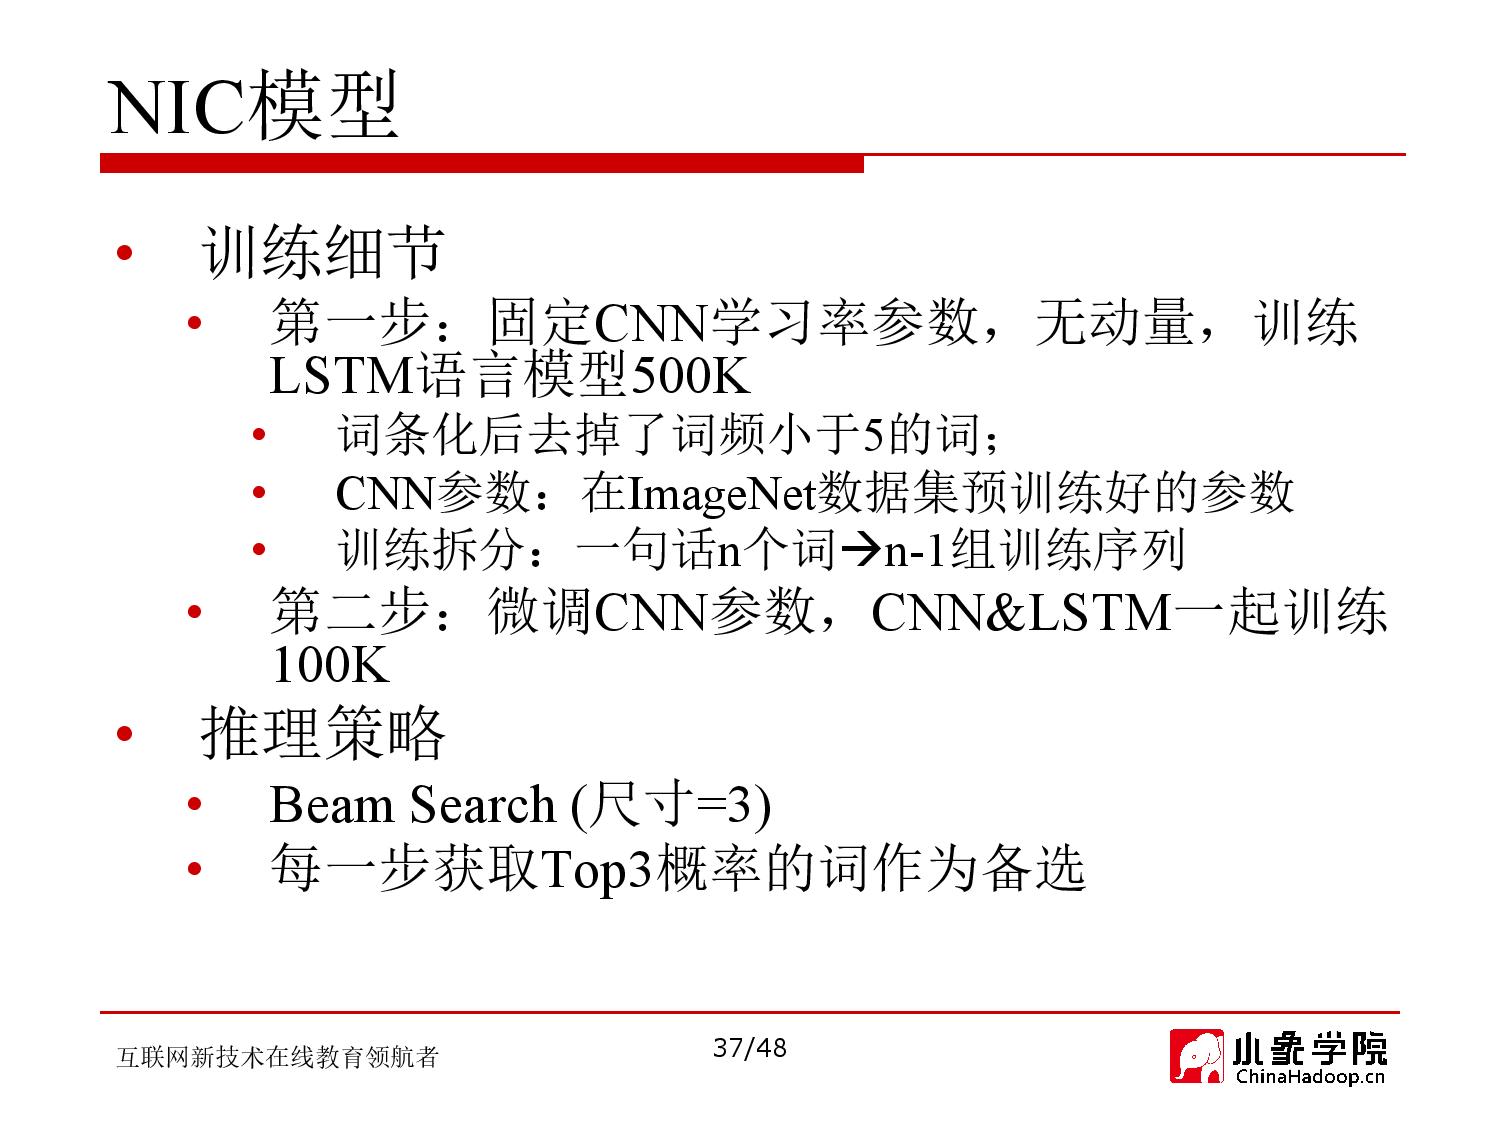 NIC模型
• 训练细节
• 第一步：固定CNN学习率参数，无动量，训练
LSTM语言模型500K
• 词条化后去掉了词频小于5的词；
• CNN参数：在ImageNet数据集预训练好的参数
• 训练拆分：一句话n个词→n-1组训练序列
• 第二步：微调CNN参数，CNN&LSTM一起训练
100K
• 推理策略
• Beam Search (尺寸=3)
• 每一步获取Top3概率的词作为备选
互联网新技术在线教育领航者
37/48
小象学院
ChinaHadoop.cn